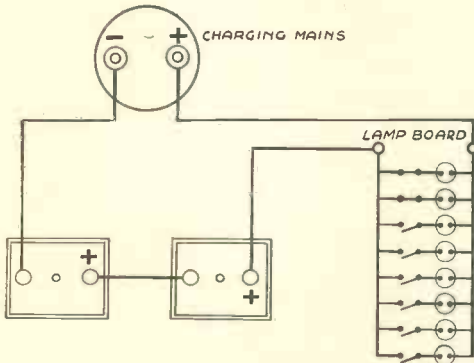 - + CHARGING MAINS
LAMP BOARD
+
+